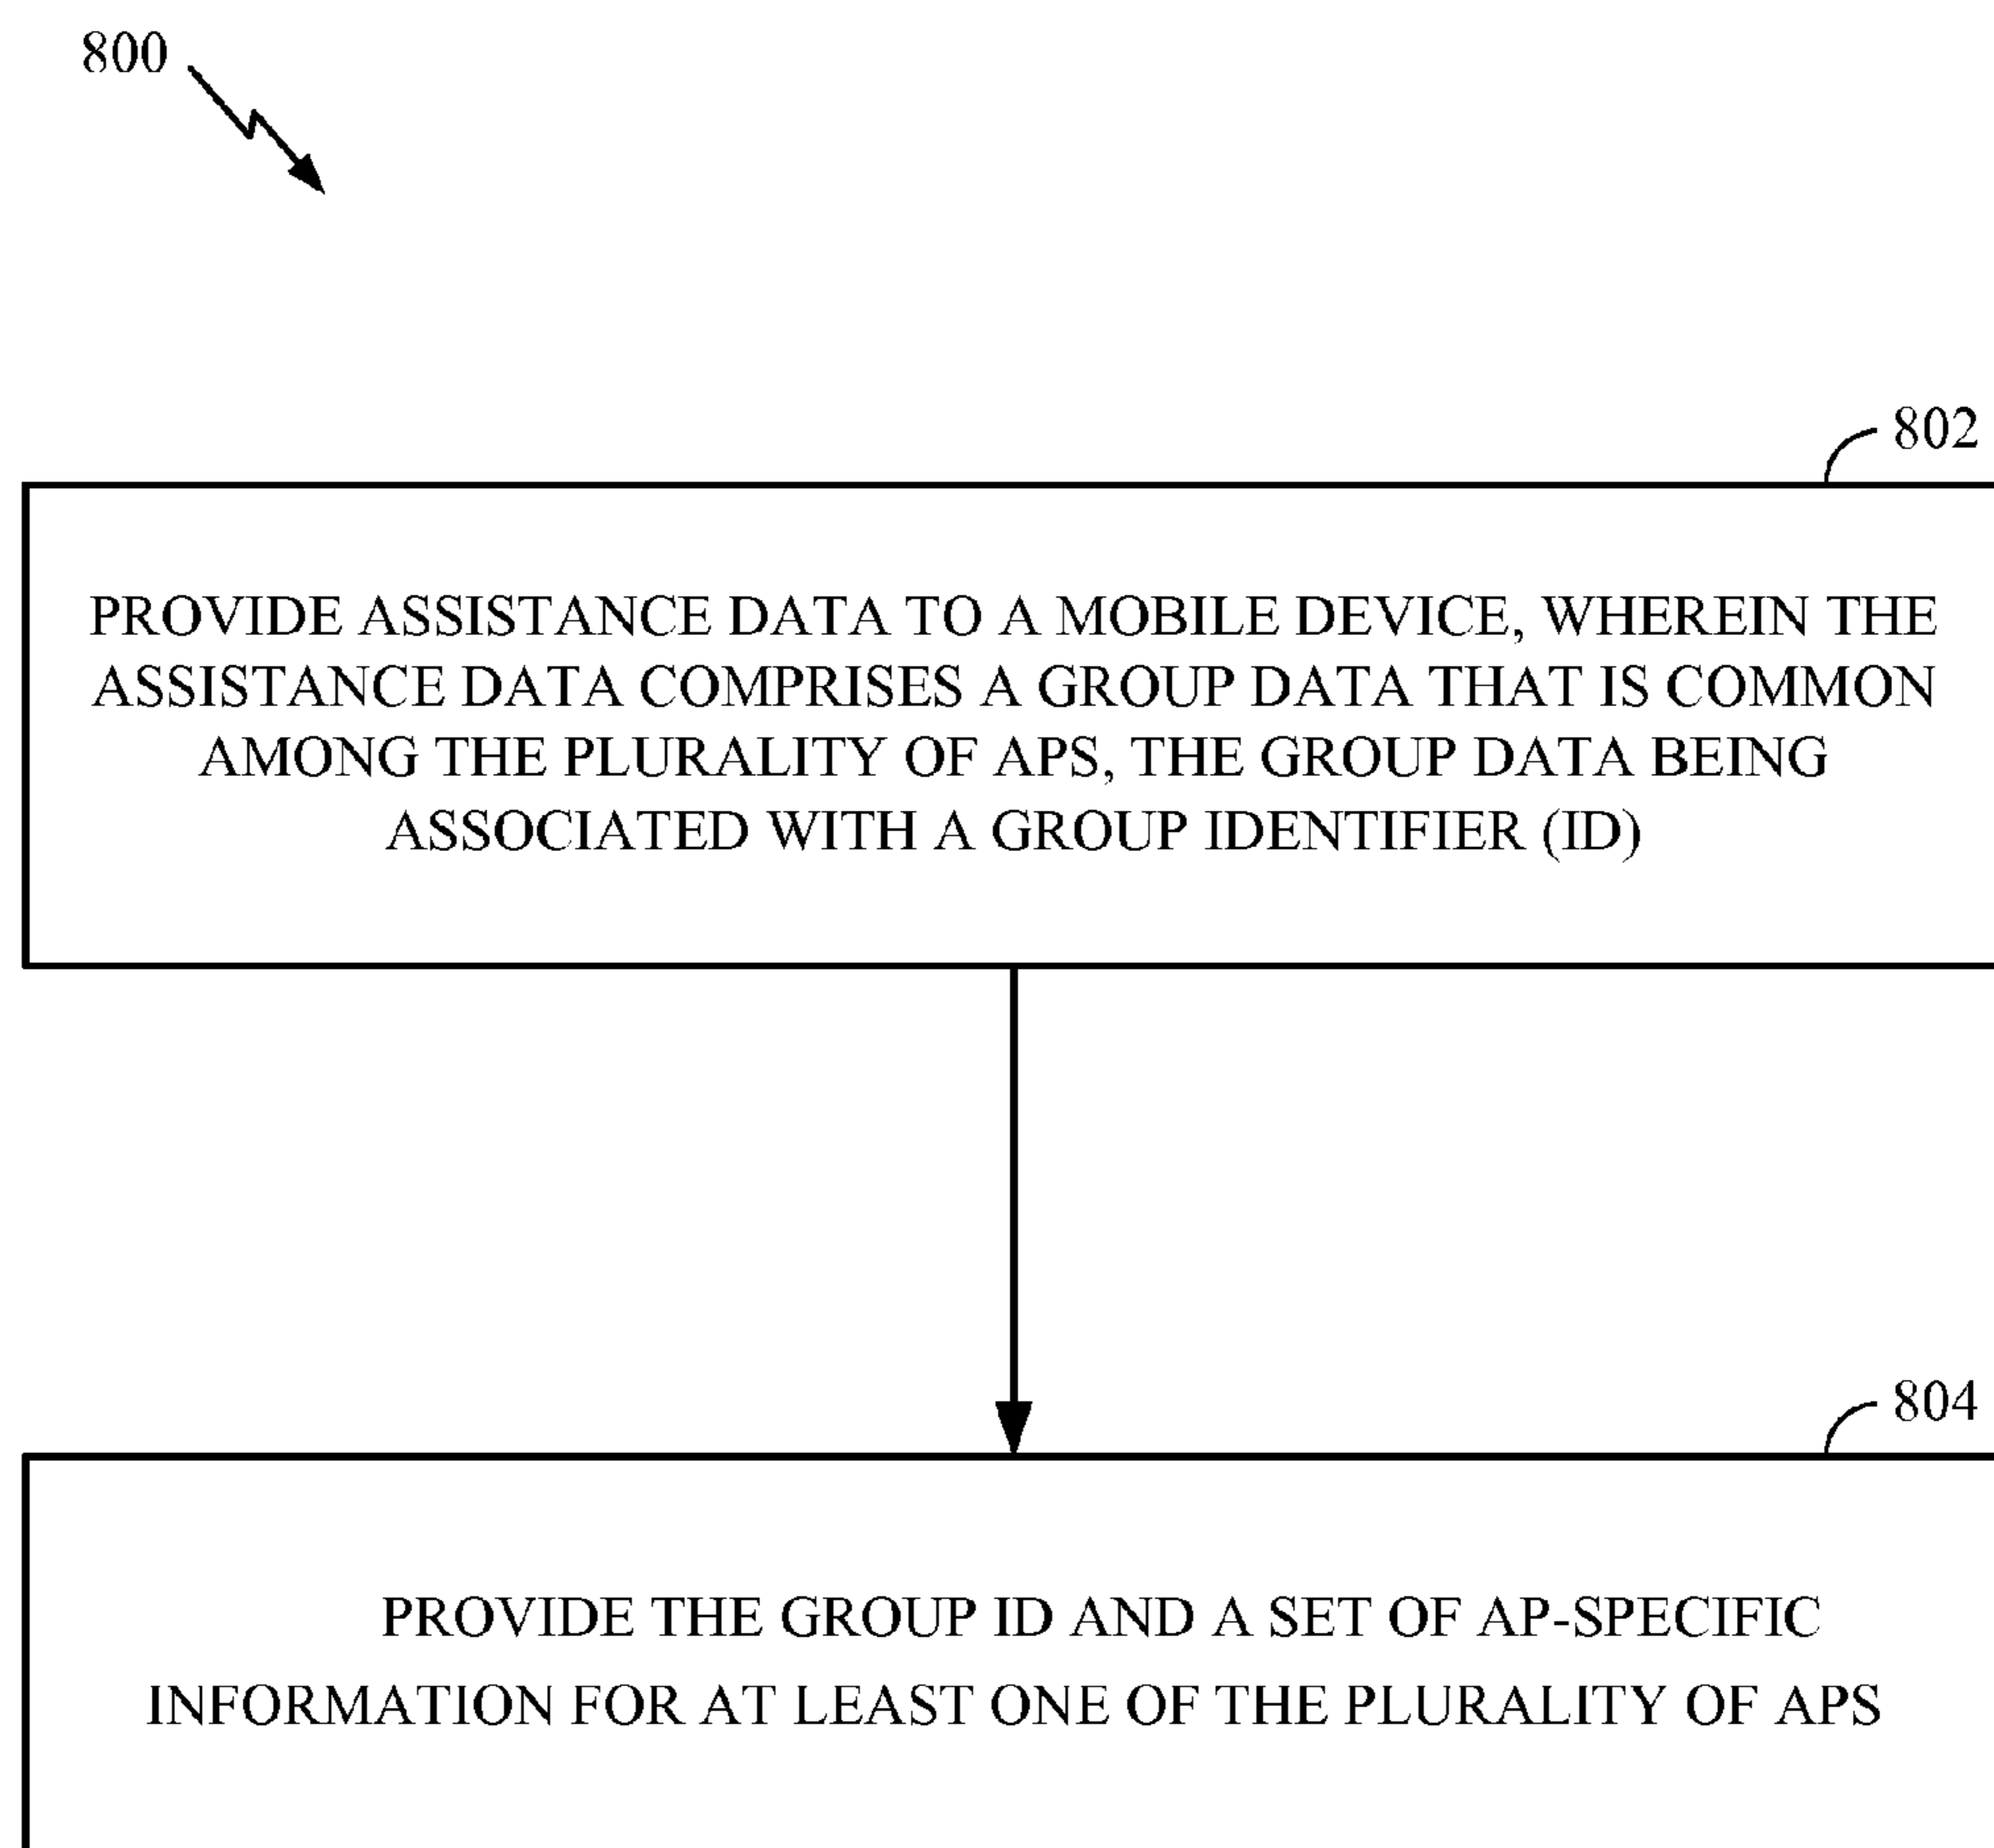 800
802
PROVIDE ASSISTANCE DATA TO A MOBILE DEVICE, WHEREIN THE
ASSISTANCE DATA COMPRISES A GROUP DATA THAT IS COMMON
AMONG THE PLURALITY OF APS, THE GROUP DATA BEING
ASSOCIATED WITH A GROUP IDENTIFIER (ID)
804
PROVIDE THE GROUP ID AND A SET OF AP-SPECIFIC
INFORMATION FOR AT LEAST ONE OF THE PLURALITY OF APS